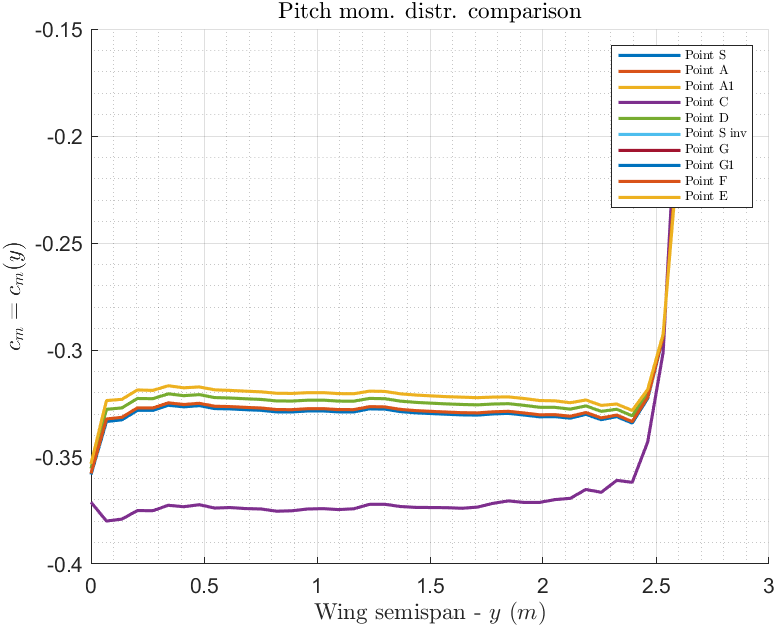 Pitch mom. distr. comparison
-0.15
-0.2
-0.25
-0.3
-0.35
-0.4
c_m = c_m(y)
Point S
Point A
Point A1
Point C
Point D
Point S inv
Point G
Point G1
Point F
Point E
0 0.5 1 1.5 2 2.5 3
Wing semispan - y (m)